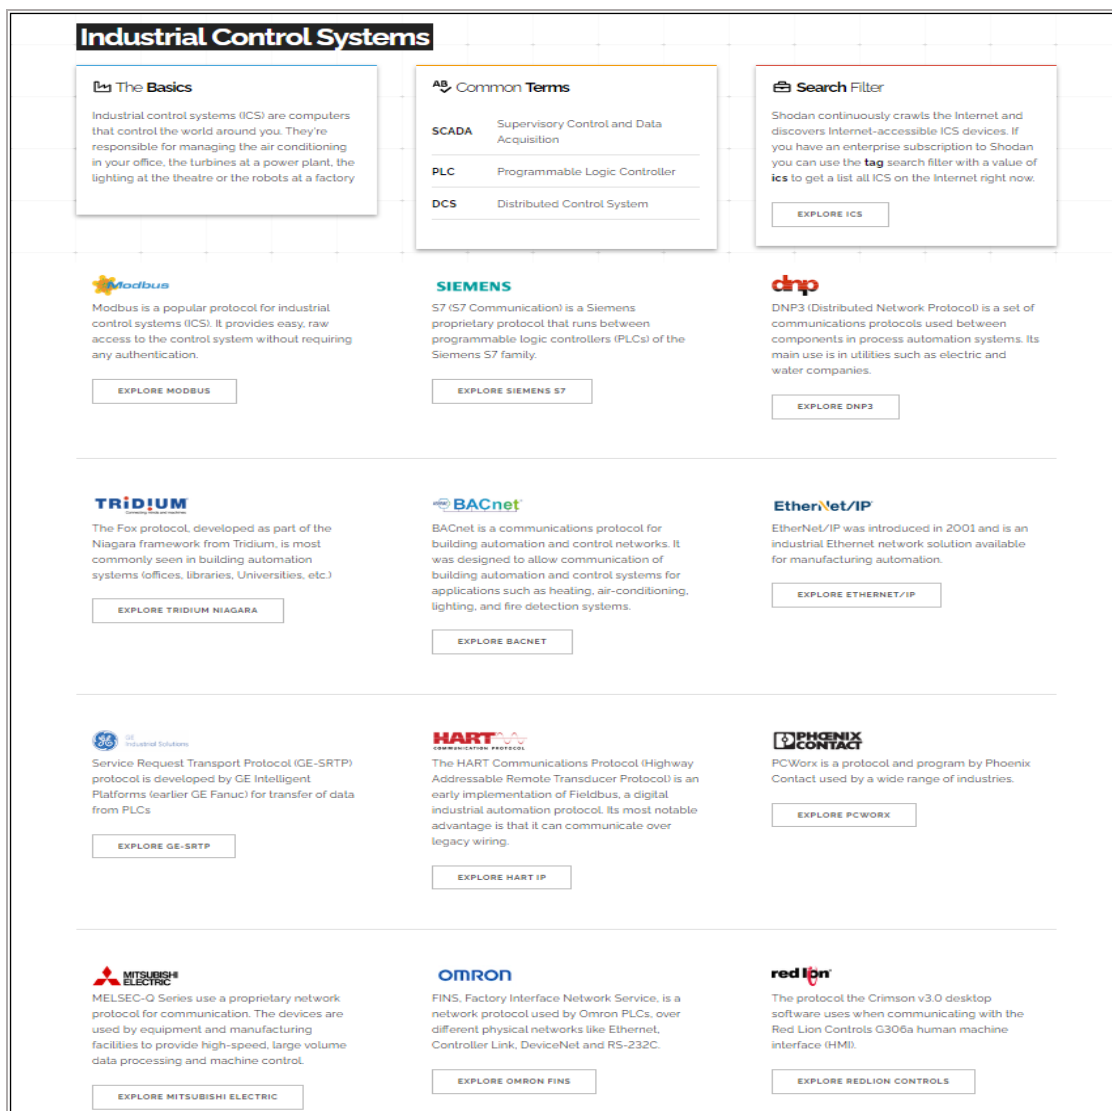 Industrial Control Systems
The Basics
Industrial control systems (ICS) are computers
that control the world around you. They're
responsible for managing the air conditioning
in your office, the turbines at a power plant, the
lighting at the theatre or the robots at a factory
Common Terms
SCADA Supervisory Control and Data
Acquisition
PLC Programmable Logic Controller
DCS Distributed Control System
Search Filter
Shodan continuously crawls the Internet and
discovers Internet-accessible ICS devices. If
you have an enterprise subscription to Shodan
you can use the tag search filter with a value of
ics to get a list all ICS on the Internet right now.
EXPLORE ICS
Modbus
Modbus is a popular protocol for industrial
control systems (ICS). It provides easy, raw
access to the control system without requiring
any authentication.
EXPLORE MODBUS
SIEMENS
S7 (S7 Communication) is a Siemens
proprietary protocol that runs between
programmable logic controllers (PLCs) of the
Siemens S7 family.
EXPLORE SIEMENS S7
dnp
DNP3 (Distributed Network Protocol) is a set of
communications protocols used between
components in process automation systems. Its
main use is in utilities such as electric and
water companies.
EXPLORE DNP3
TRIDIUM
The Fox protocol, developed as part of the
Niagara framework from Tridium, is most
commonly seen in building automation
systems (offices, libraries, Universities, etc.)
EXPLORE TRIDIUM NIAGARA
BACnet
BACnet is a communications protocol for
building automation and control networks. It
was designed to allow communication of
building automation and control systems for
applications such as heating, air-conditioning,
lighting, and fire detection systems.
EXPLORE BACNET
EtherNet/IP
EtherNet/IP was introduced in 2001 and is an
industrial Ethernet network solution available
for manufacturing automation.
EXPLORE ETHERNET/IP
GE
Industrial Solutions
Service Request Transport Protocol (GE-SRTP)
protocol is developed by GE Intelligent
Platforms (earlier GE Fanuc) for transfer of data
from PLCs
EXPLORE GE-SRTP
HART
COMMUNICATION PROTOCOL
The HART Communications Protocol (Highway
Addressable Remote Transducer Protocol) is an
early implementation of Fieldbus, a digital
industrial automation protocol. Its most notable
advantage is that it can communicate over
legacy wiring.
EXPLORE HART IP
PHŒNIX
CONTACT
PCWorx is a protocol and program by Phoenix
Contact used by a wide range of industries.
EXPLORE PCWORX
MITSUBISHI
ELECTRIC
MELSEC-Q Series use a proprietary network
protocol for communication. The devices are
used by equipment and manufacturing
facilities to provide high-speed, large volume
data processing and machine control.
EXPLORE MITSUBISHI ELECTRIC
OMRON
FINS, Factory Interface Network Service, is a
network protocol used by Omron PLCs, over
different physical networks like Ethernet,
Controller Link, DeviceNet and RS-232C.
EXPLORE OMRON FINS
red lion
The protocol the Crimson v3.0 desktop
software uses when communicating with the
Red Lion Controls G306a human machine
interface (HMI).
EXPLORE REDLION CONTROLS